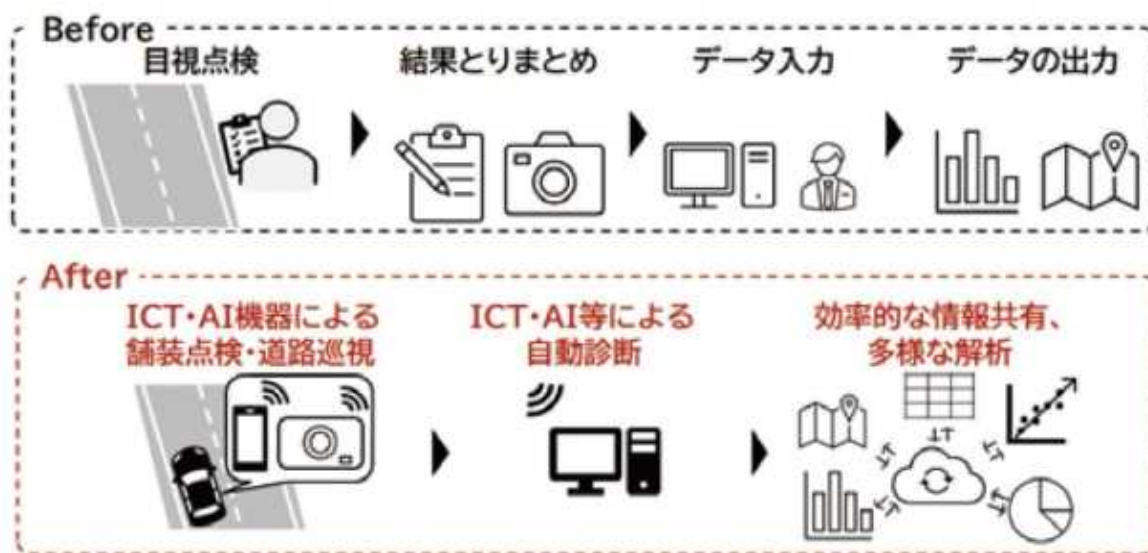 Before
目視点検
結果とりまとめ
データ入力
データの出力
After
ICT・AI機器による
舗装点検・道路巡視
ICT・AI等による
自動診断
効率的な情報共有、
多様な解析